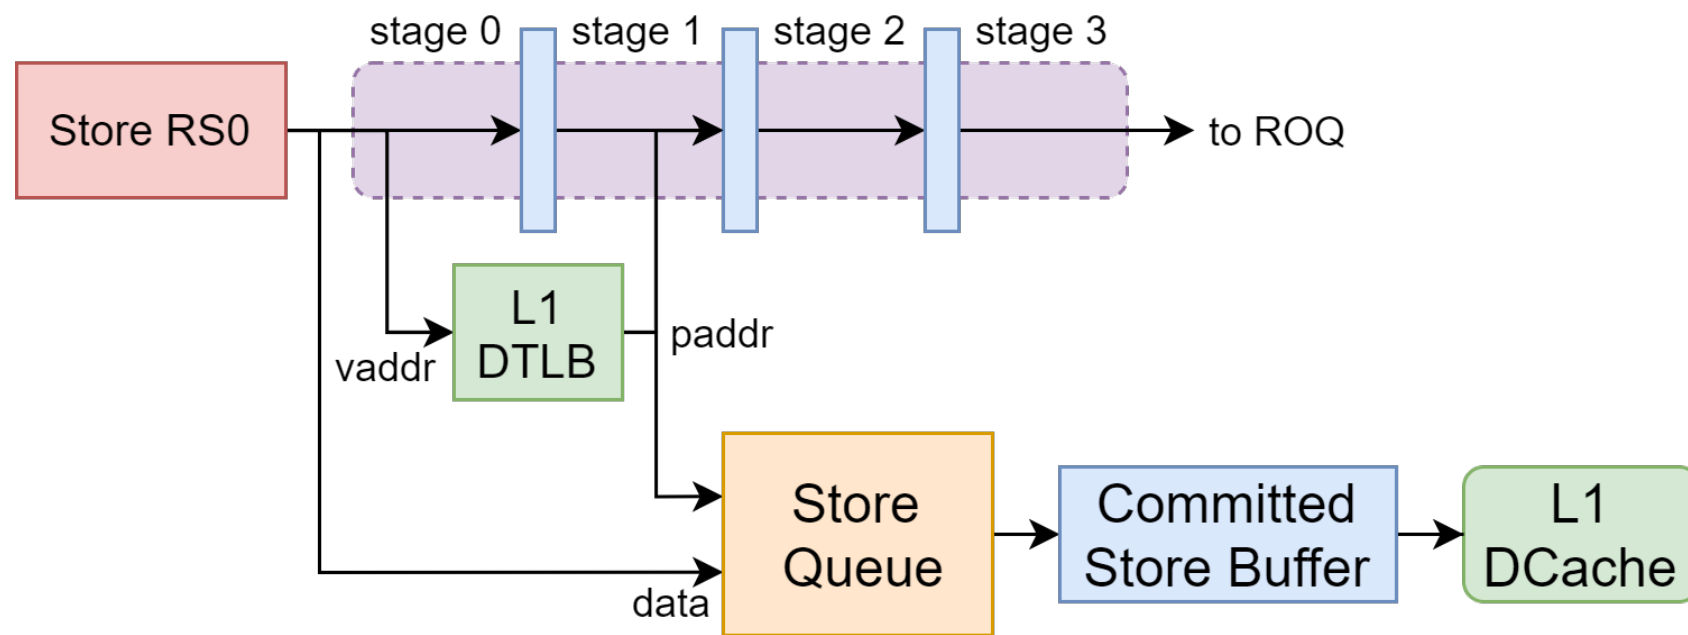 stage 0
stage 1
stage 2
stage 3
Store RS0
to ROQ
L1
DTLB
vaddr
paddr
Store
Queue
data
Committed
Store Buffer
L1
DCache